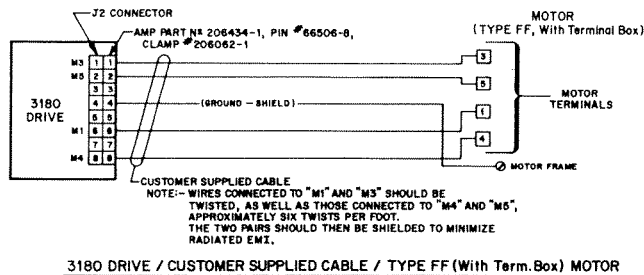 J2 CONNECTOR
AMP PART Nº 206434-1, PIN #66506-8,
CLAMP #206062-1
MOTOR
(TYPE FF, With Terminal Box)
M3 1 1
M5 2 2
3 3
3180
DRIVE
4 4
(GROUND - SHIELD)
5 5
M1 6 6
7 7
M4 8 8
3
5
1
4
MOTOR
TERMINALS
MOTOR FRAME
CUSTOMER SUPPLIED CABLE
NOTE:- WIRES CONNECTED TO "M1" AND "M3" SHOULD BE
TWISTED, AS WELL AS THOSE CONNECTED TO "M4" AND "M5",
APPROXIMATELY SIX TWISTS PER FOOT.
THE TWO PAIRS SHOULD THEN BE SHIELDED TO MINIMIZE
RADIATED EMI.
3180 DRIVE / CUSTOMER SUPPLIED CABLE / TYPE FF (With Term. Box) MOTOR